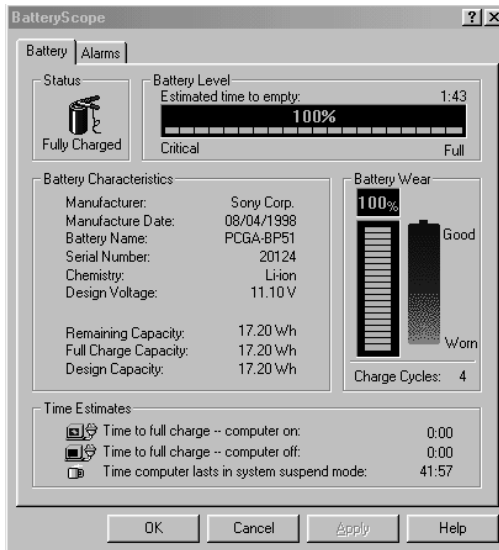 BatteryScope
Battery Alarms
Status
Fully Charged
Battery Level
Estimated time to empty: 1:43
100%
Critical Full
Battery Characteristics
Manufacturer: Sony Corp.
Manufacture Date: 08/04/1998
Battery Name: PCGA-BP51
Serial Number: 20124
Chemistry: Li-ion
Design Voltage: 11.10 V
Remaining Capacity: 17.20 Wh
Full Charge Capacity: 17.20 Wh
Design Capacity: 17.20 Wh
Battery Wear
100%
Good
Worn
Charge Cycles: 4
Time Estimates
Time to full charge -- computer on: 0:00
Time to full charge -- computer off: 0:00
Time computer lasts in system suspend mode: 41:57
OK Cancel Apply Help